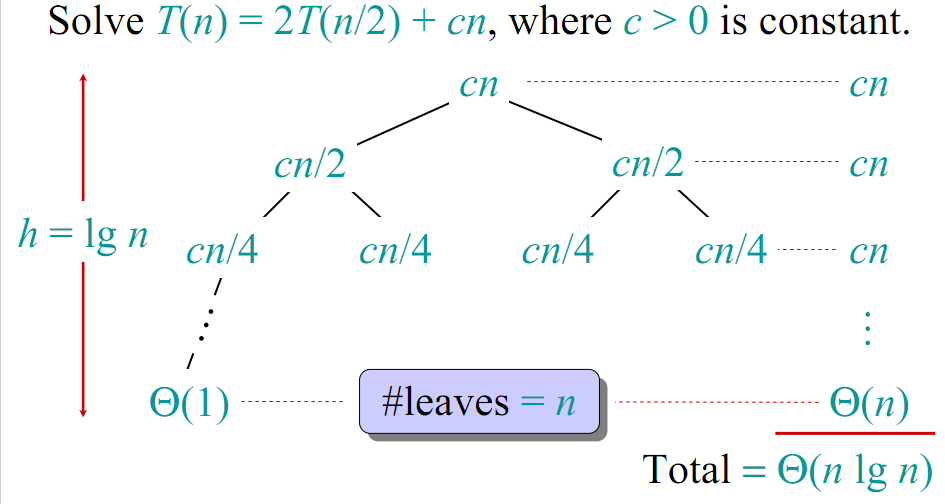 Solve T(n) = 2T(n/2) + cn, where c > 0 is constant.
cn cn
cn/2 cn/2 cn
h = lg n
cn/4 cn/4 cn/4 cn/4 cn
⋮
Θ(1) #leaves = n Θ(n)
Total = Θ(n lg n)